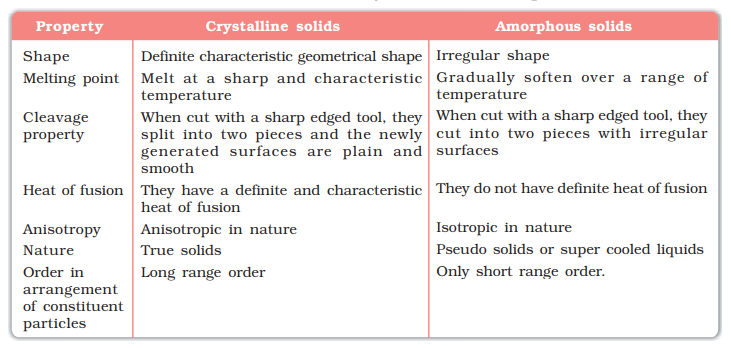 Property Crystalline solids Amorphous solids
Shape Definite characteristic geometrical shape Irregular shape
Melting point Melt at a sharp and characteristic Gradually soften over a range of
temperature temperature
Cleavage When cut with a sharp edged tool, they When cut with a sharp edged tool, they
property split into two pieces and the newly cut into two pieces with irregular
generated surfaces are plain and surfaces
smooth
Heat of fusion They have a definite and characteristic They do not have definite heat of fusion
heat of fusion
Anisotropy Anisotropic in nature Isotropic in nature
Nature True solids Pseudo solids or super cooled liquids
Order in Long range order Only short range order.
arrangement
of constituent
particles